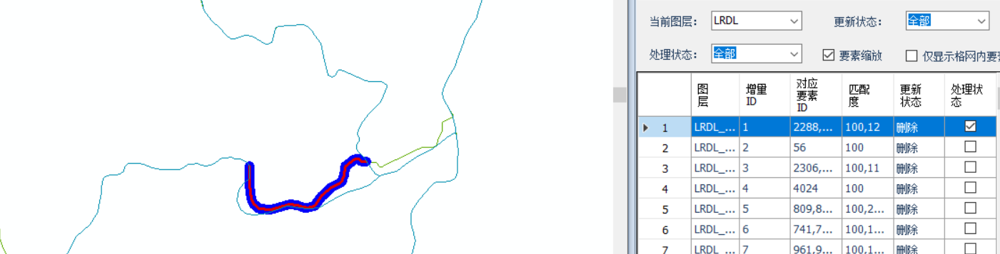 当前图层： LRDL 更新状态： 全部
处理状态： 全部 要素缩放 仅显示格网内要
图层 增量ID 对应要素ID 匹配度 更新状态 处理状态
1 LRDL_... 1 2288,... 100,12 删除
2 LRDL_... 2 56 100 删除
3 LRDL_... 3 2306,... 100,11 删除
4 LRDL_... 4 4024 100 删除
5 LRDL_... 5 809,8... 100,2... 删除
6 LRDL_... 6 741,7... 100,1... 删除
7 LRDL_... 7 961,9... 100,1... 删除